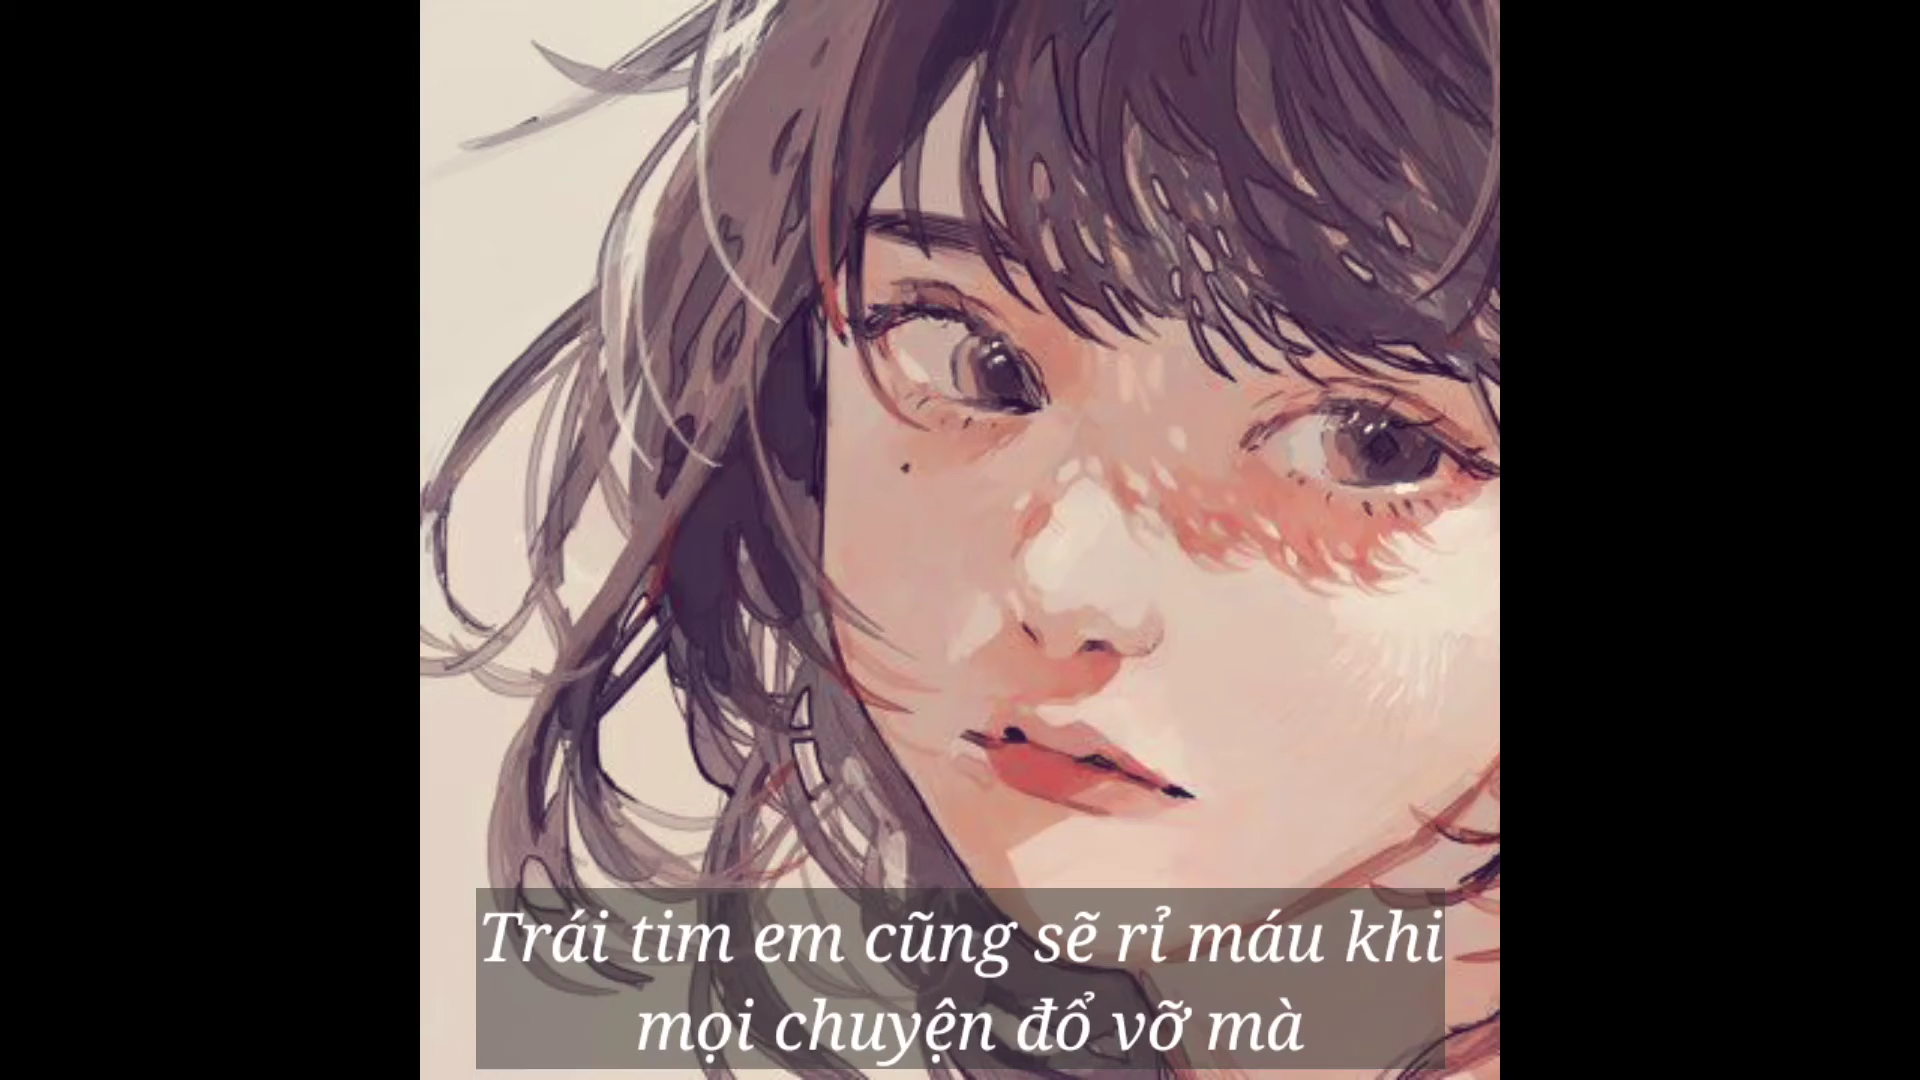 Trái tim em cũng sẽ rỉ máu khi
mọi chuyện đổ vỡ mà